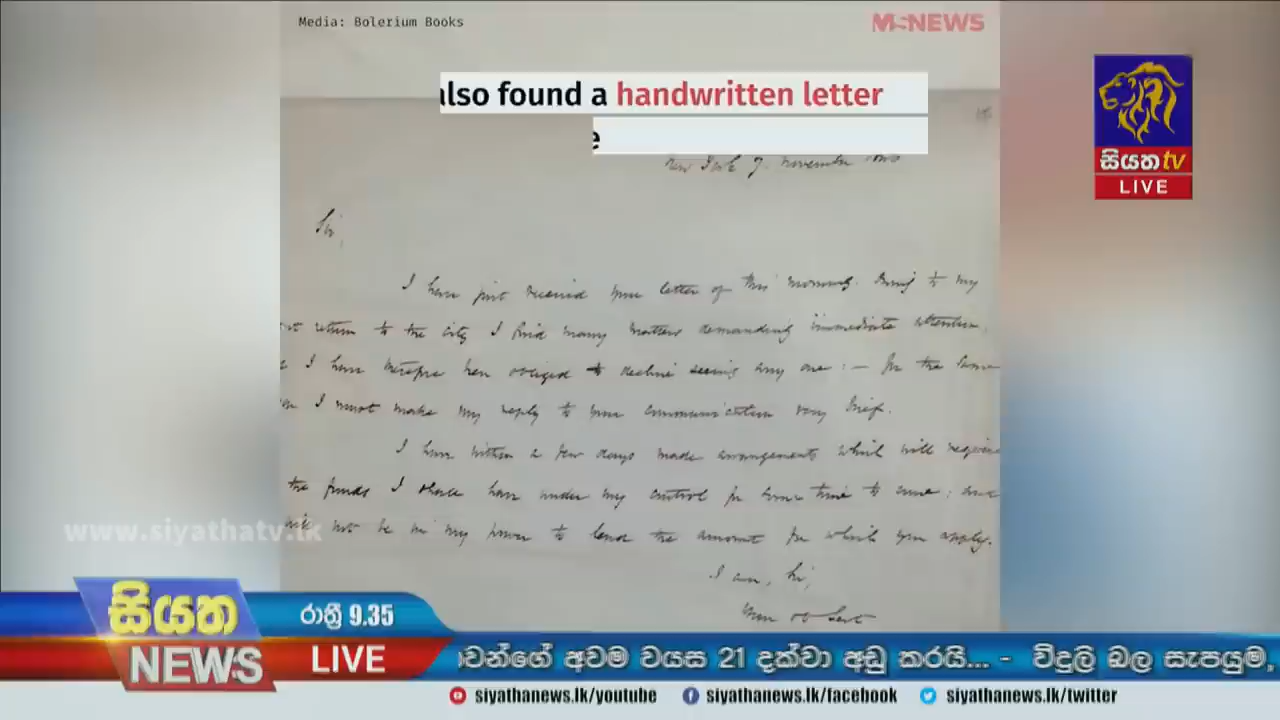 Media: Bolerium Books
NEWS
also found a handwritten letter
සියත tv
LIVE
7 November
Sir,
I have just received your letter of this morning. Owing to my
return to the city I find many matters demanding immediate attention,
I have been obliged to decline seeing any one: — for the same
I must make my reply to your communication very brief.
I have within a few days made arrangements which will require
the funds I shall have under my control for some time to come; and
not be in my power to lend the amount for which you apply.
I am, Sir,
www.siyathatv.lk
සියත
NEWS
රාත්‍රී 9.35
LIVE
අවම වයස 21 දක්වා අඩු කරයි... - විදුලි බල සැපයුම,
siyathanews.lk/youtube
siyathanews.lk/facebook
siyathanews.lk/twitter